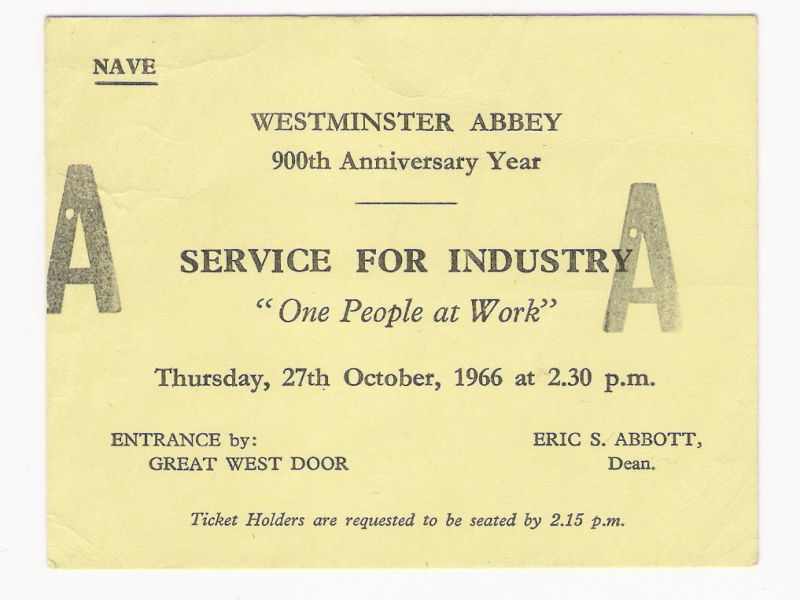 NAVE
WESTMINSTER ABBEY
900th Anniversary Year
A
A
SERVICE FOR INDUSTRY
"One People at Work"
Thursday, 27th October, 1966 at 2.30 p.m.
ENTRANCE by:
GREAT WEST DOOR
ERIC S. ABBOTT,
Dean.
Ticket Holders are requested to be seated by 2.15 p.m.